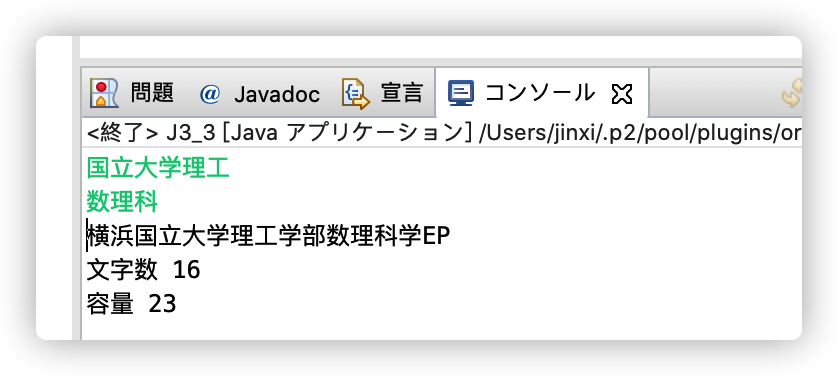 問題 @ Javadoc 宣言 コンソール
<終了> J3_3 [Java アプリケーション] /Users/jinxi/.p2/pool/plugins/or
国立大学理工
数理科
横浜国立大学理工学部数理科学EP
文字数 16
容量 23